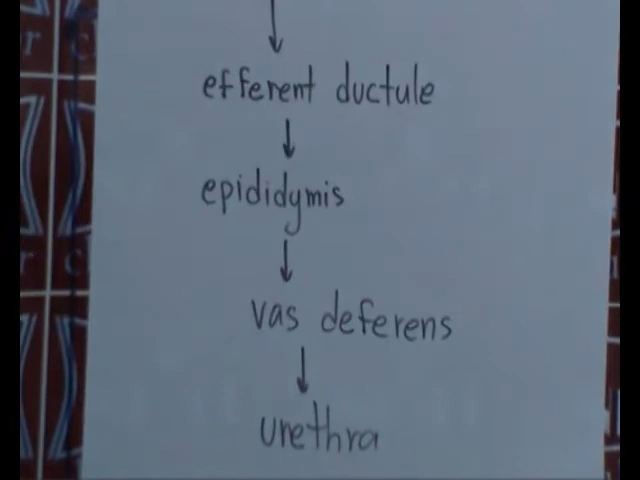 efferent ductule
epididymis
vas deferens
urethra